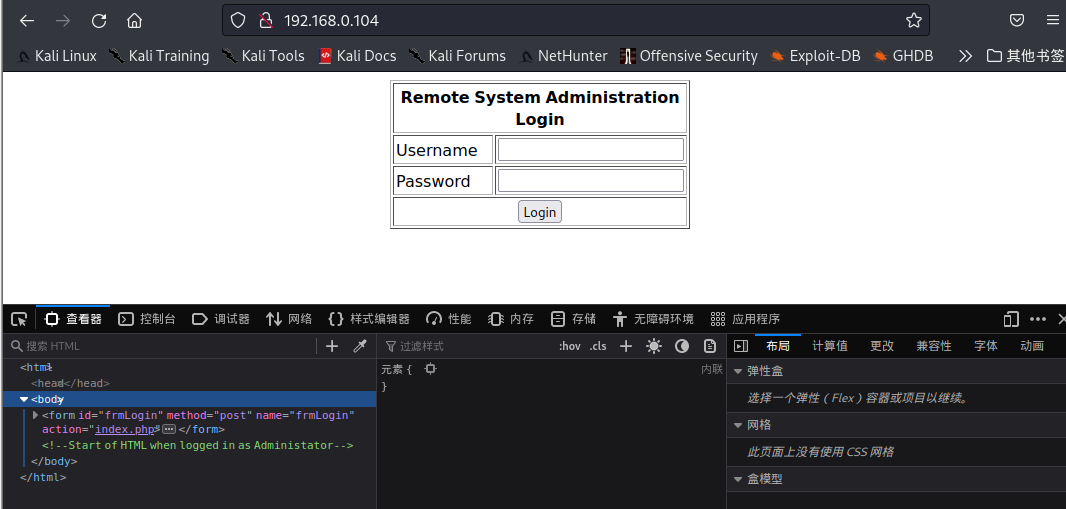 192.168.0.104
Kali Linux Kali Training Kali Tools Kali Docs Kali Forums NetHunter Offensive Security Exploit-DB GHDB 其他书签
Remote System Administration
Login
Username
Password
Login
查看器 控制台 调试器 网络 {} 样式编辑器 性能 内存 存储 无障碍环境 应用程序
搜索 HTML
过滤样式 :hov .cls
布局 计算值 更改 兼容性 字体 动画
<html>
<head></head>
<body>
<form id="frmLogin" method="post" name="frmLogin"
action="index.php"> </form>
<!--Start of HTML when logged in as Administator-->
</body>
</html>
元素 { 内联
}
弹性盒
选择一个弹性（Flex）容器或项目以继续。
网格
此页面上没有使用 CSS 网格
盒模型